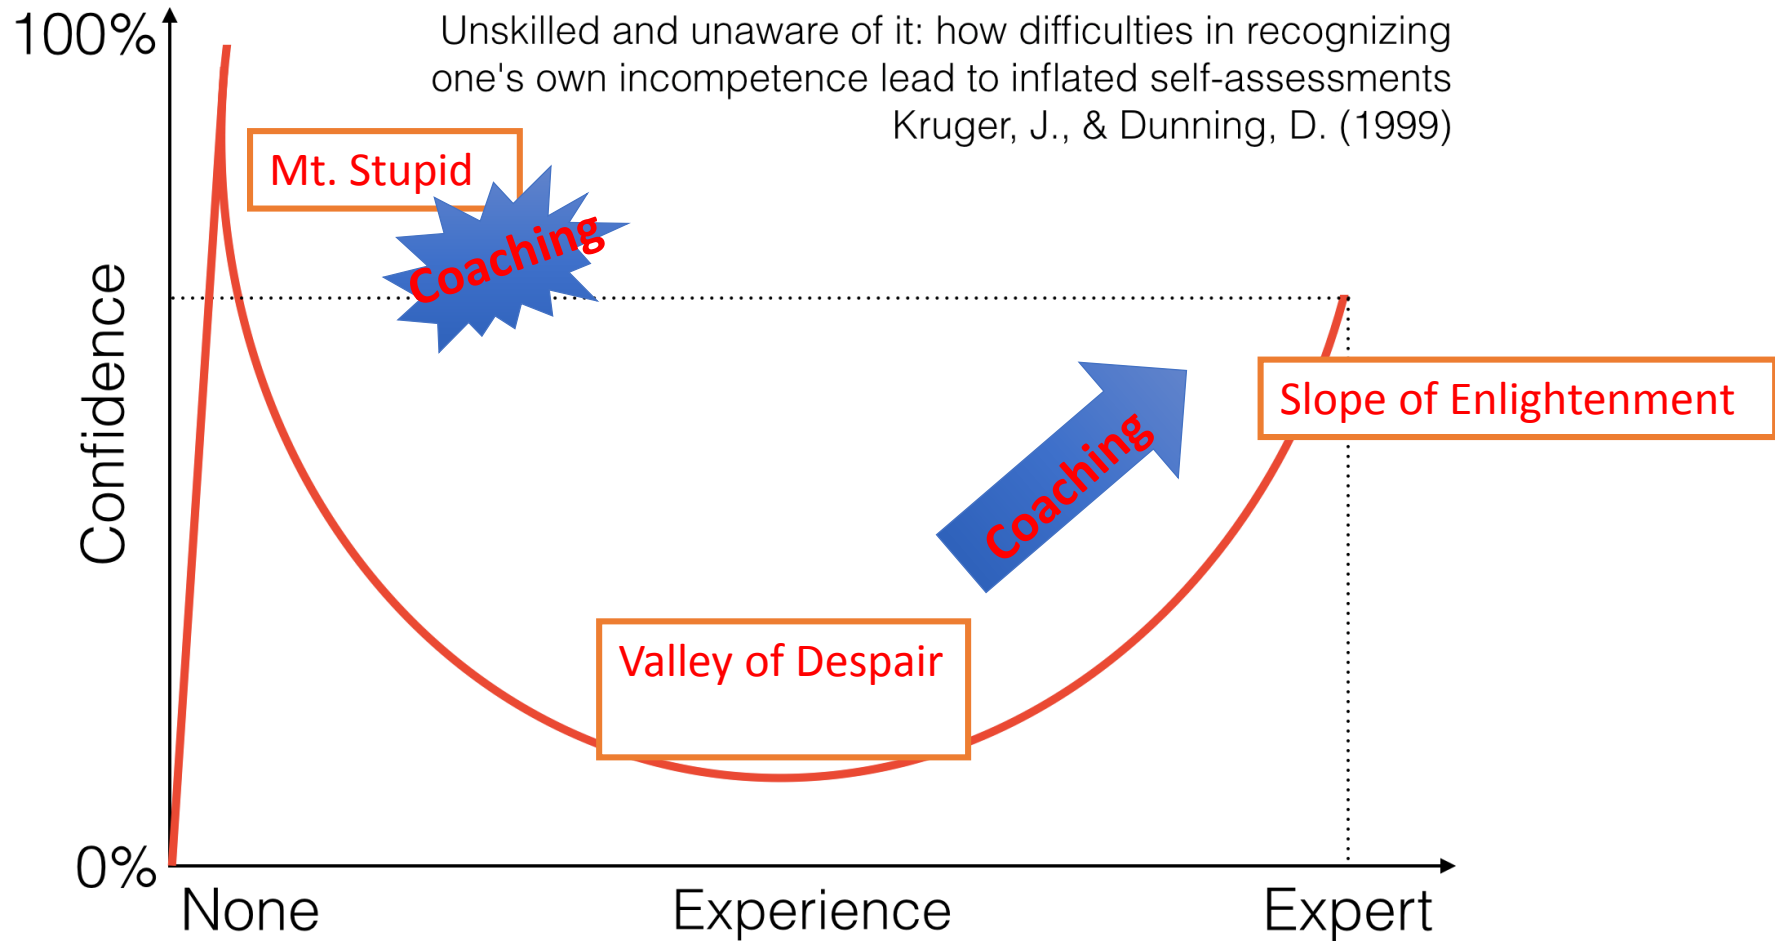 100%
Unskilled and unaware of it: how difficulties in recognizing
one's own incompetence lead to inflated self-assessments
Kruger, J., & Dunning, D. (1999)
Mt. Stupid
Coaching
Confidence
Slope of Enlightenment
Coaching
Valley of Despair
0%
None
Experience
Expert